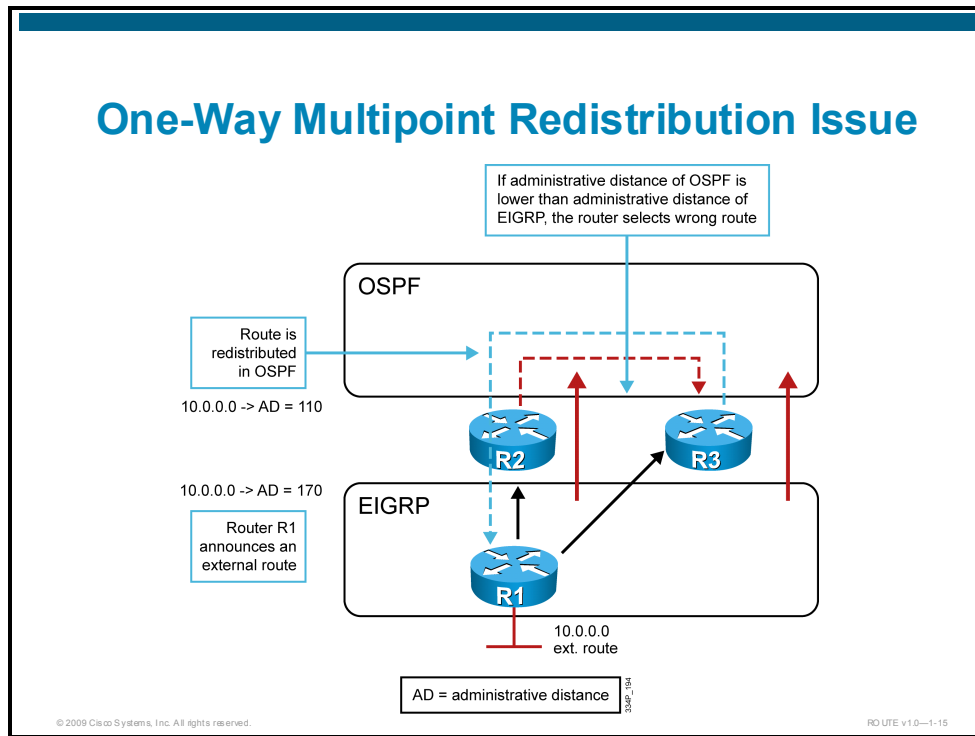 One-Way Multipoint Redistribution Issue
If administrative distance of OSPF is
lower than administrative distance of
EIGRP, the router selects wrong route
OSPF
Route is
redistributed
in OSPF
10.0.0.0 -> AD = 110
R2
R3
10.0.0.0 -> AD = 170
EIGRP
Router R1
announces an
external route
R1
10.0.0.0
ext. route
AD = administrative distance
334P_194
© 2009 Cisco Systems, Inc. All rights reserved.
ROUTE v1.0—1-15